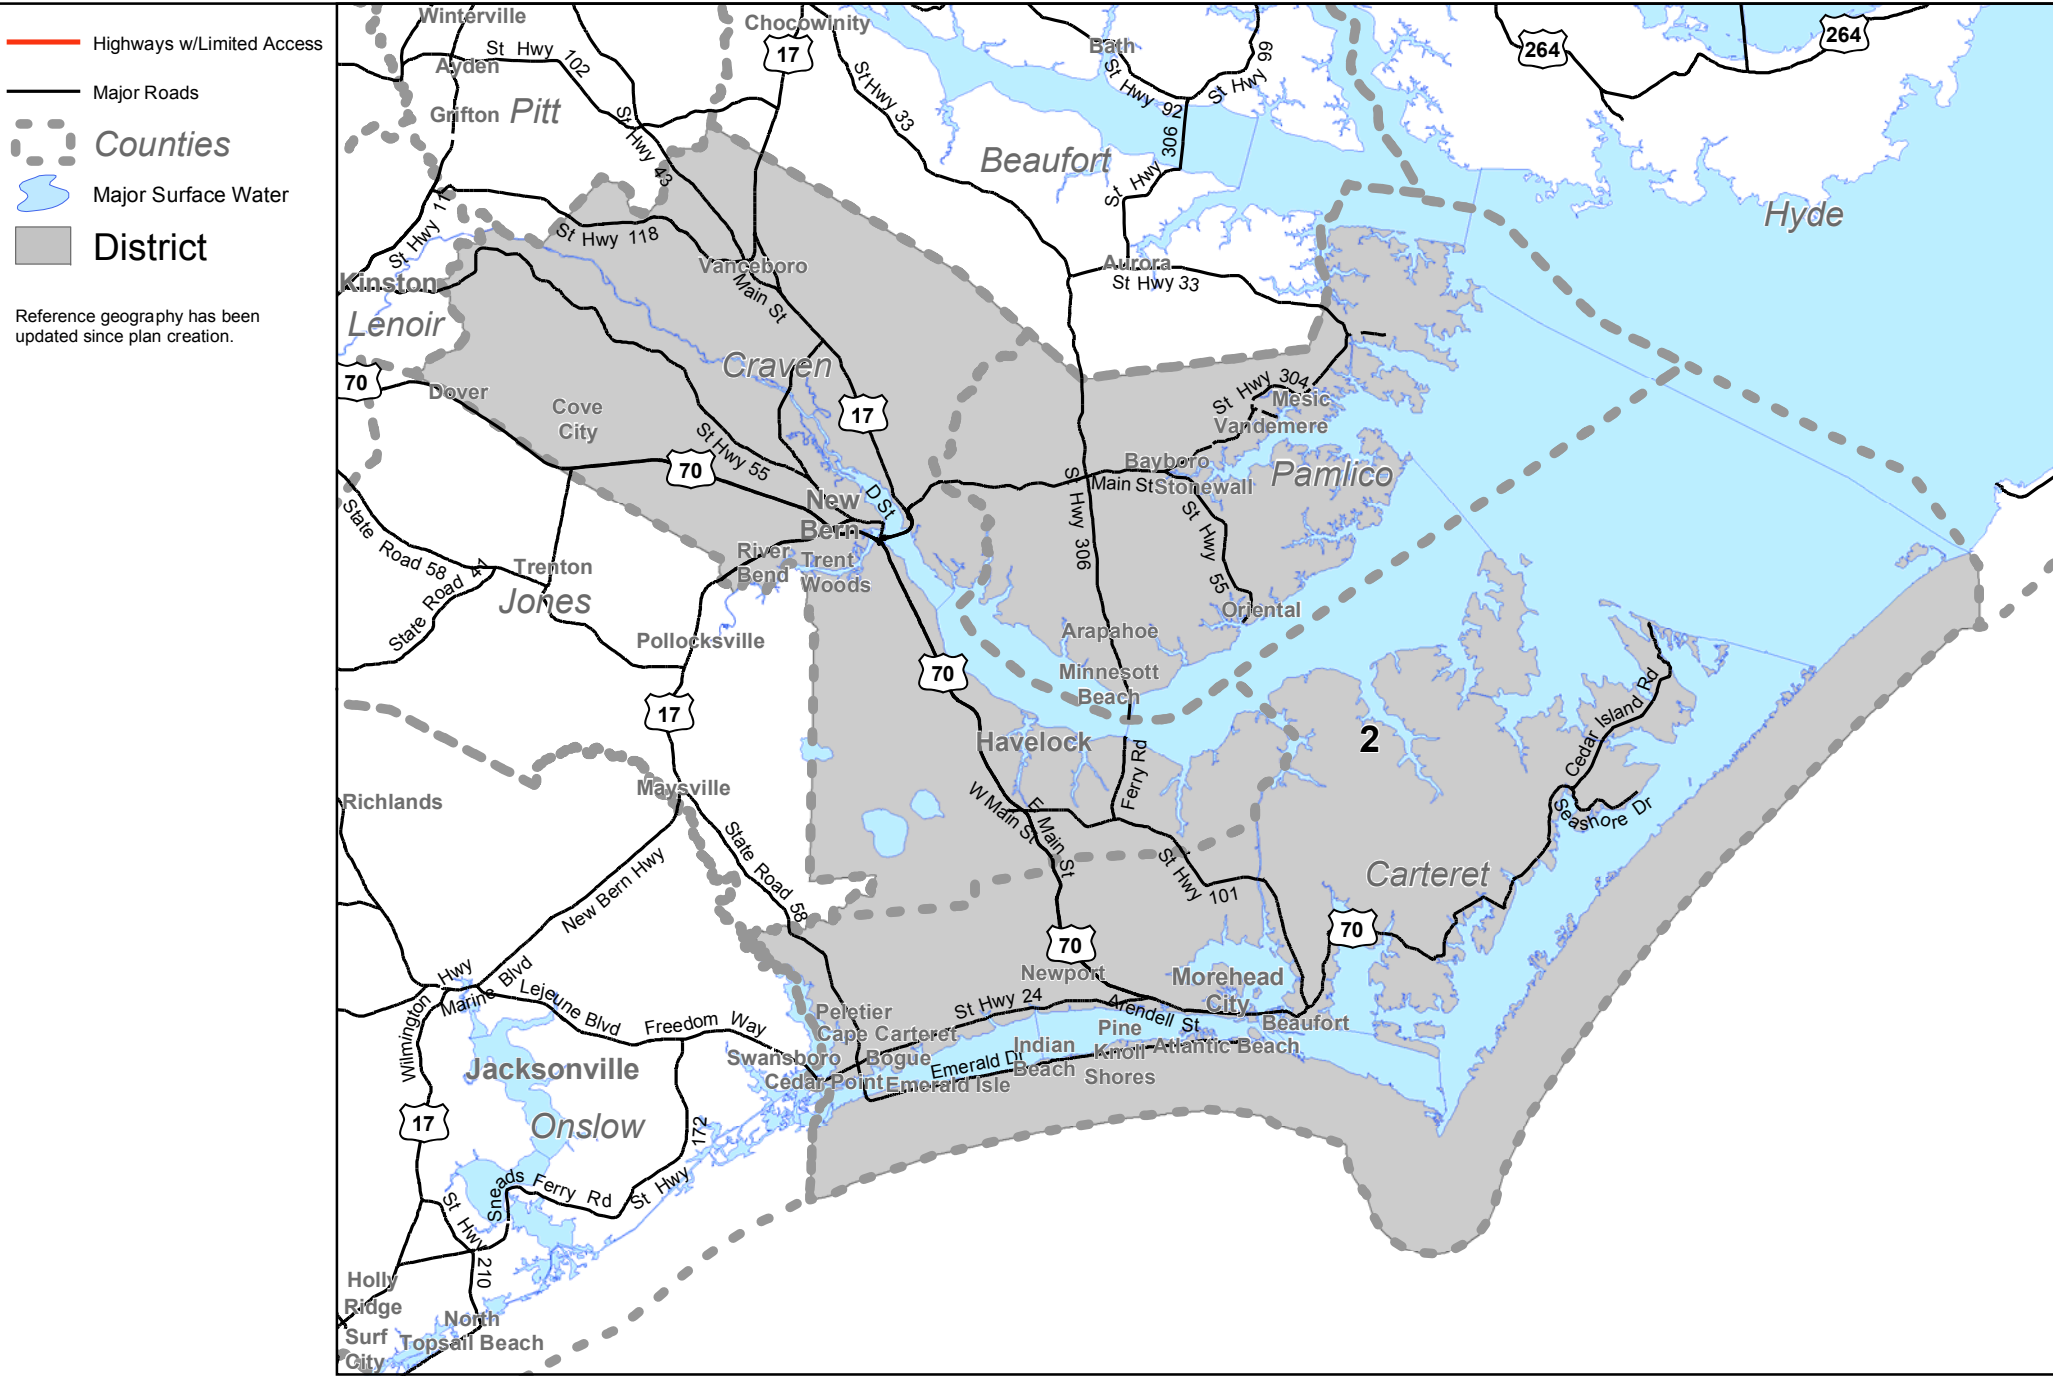 Highways w/Limited Access
Major Roads
Counties
Major Surface Water
District
Reference geography has been
updated since plan creation.
Winterville
Chocowinity
17
St Hwy 102
Ayden
Grifton
Pitt
St Hwy 43
St Hwy 33
Bath
St Hwy 92
St Hwy 99
264
264
Beaufort
St Hwy 306
Hyde
St Hwy 11
St Hwy 118
Kinston
Lenoir
Vanceboro
Main St
Aurora
St Hwy 33
70
Dover
Craven
Cove
City
17
St Hwy 304
Mesic
Vandemere
70
St Hwy 55
Bayboro
Main St
Stonewall
Pamlico
New
Bern
D St
St Hwy 306
St Hwy 55
State Road 58
State Road 41
Trenton
Jones
River
Bend
Trent
Woods
Oriental
Arapahoe
Pollocksville
70
Minnesott
Beach
17
Havelock
2
Cedar Island Rd
Ferry Rd
Maysville
Richlands
W Main St
E Main St
Seashore Dr
State Road 58
New Bern Hwy
St Hwy 101
Carteret
70
70
Newport
Morehead
City
Wilmington Hwy
Marine Blvd
Lejeune Blvd
Freedom Way
Peletier
Cape Carteret
St Hwy 24
Arendell St
Beaufort
Swansboro
Bogue
Indian
Beach
Pine
Knoll
Shores
Atlantic Beach
Jacksonville
Cedar Point
Emerald Dr
Emerald Isle
17
Onslow
St Hwy 172
Sneads Ferry Rd
St Hwy 210
Holly
Ridge
North
Topsail Beach
Surf
City